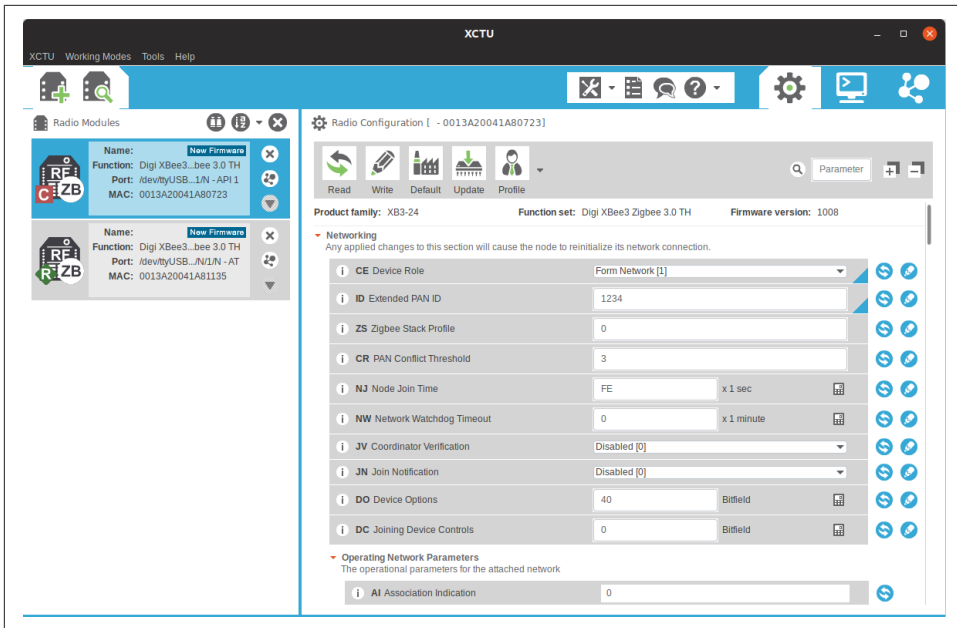 XCTU
XCTU Working Modes Tools Help
Radio Modules
Radio Configuration [ - 0013A20041A80723]
Name: New Firmware
Function: Digi XBee3...bee 3.0 TH
Port: /dev/ttyUSB...1/N - API 1
MAC: 0013A20041A80723
RF
C ZB
Name: New Firmware
Function: Digi XBee3...bee 3.0 TH
Port: /dev/ttyUSB.../N/1/N - AT
MAC: 0013A20041A81135
RF
R ZB
Read Write Default Update Profile
Parameter
Product family: XB3-24 Function set: Digi XBee3 Zigbee 3.0 TH Firmware version: 1008
Networking
Any applied changes to this section will cause the node to reinitialize its network connection.
i CE Device Role Form Network [1]
i ID Extended PAN ID 1234
i ZS Zigbee Stack Profile 0
i CR PAN Conflict Threshold 3
i NJ Node Join Time FE x 1 sec
i NW Network Watchdog Timeout 0 x 1 minute
i JV Coordinator Verification Disabled [0]
i JN Join Notification Disabled [0]
i DO Device Options 40 Bitfield
i DC Joining Device Controls 0 Bitfield
Operating Network Parameters
The operational parameters for the attached network
i AI Association Indication 0